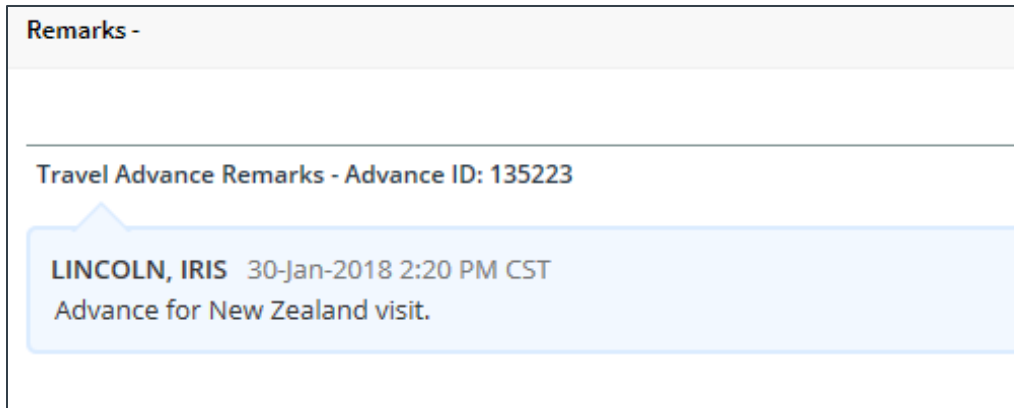 Remarks -
Travel Advance Remarks - Advance ID: 135223
LINCOLN, IRIS 30-Jan-2018 2:20 PM CST
Advance for New Zealand visit.